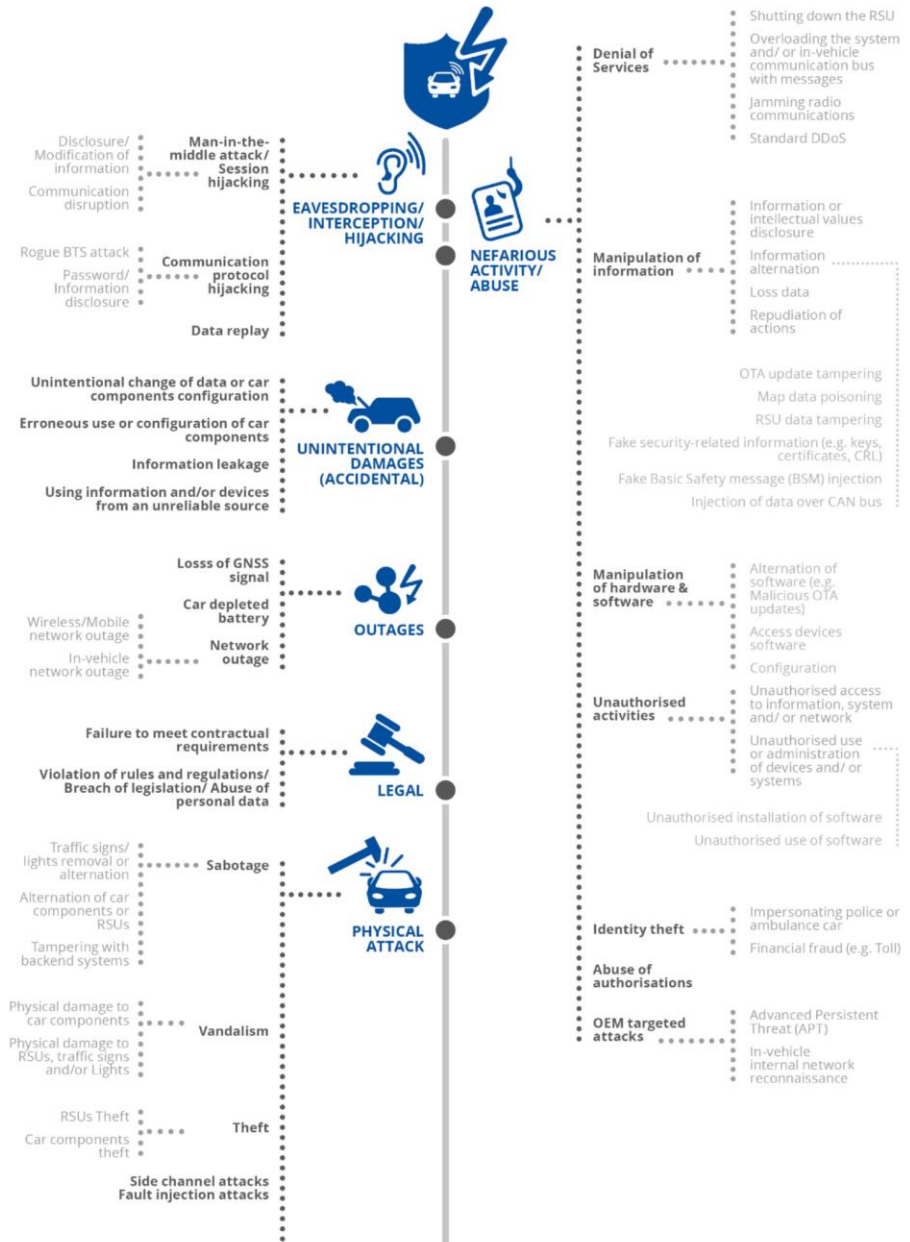 Disclosure/
Modification of
information
Communication
disruption
Man-in-the-
middle attack/
Session
hijacking
Rogue BTS attack
Password/
Information
disclosure
Communication
protocol
hijacking
Data replay
EAVESDROPPING/
INTERCEPTION/
HIJACKING
Unintentional change of data or car
components configuration
Erroneous use or configuration of car
components
Information leakage
Using information and/or devices
from an unreliable source
UNINTENTIONAL
DAMAGES
(ACCIDENTAL)
Losss of GNSS
signal
Car depleted
battery
Wireless/Mobile
network outage
In-vehicle
network outage
Network
outage
OUTAGES
Failure to meet contractual
requirements
Violation of rules and regulations/
Breach of legislation/ Abuse of
personal data
LEGAL
Traffic signs/
lights removal or
alternation
Alternation of car
components or
RSUs
Tampering with
backend systems
Sabotage
PHYSICAL
ATTACK
Physical damage to
car components
Physical damage to
RSUs, traffic signs
and/or Lights
Vandalism
RSUs Theft
Car components
theft
Theft
Side channel attacks
Fault injection attacks
NEFARIOUS
ACTIVITY/
ABUSE
Denial of
Services
Shutting down the RSU
Overloading the system
and/ or in-vehicle
communication bus
with messages
Jamming radio
communications
Standard DDoS
Manipulation of
information
Information or
intellectual values
disclosure
Information
alternation
Loss data
Repudiation of
actions
OTA update tampering
Map data poisoning
RSU data tampering
Fake security-related information (e.g. keys,
certificates, CRL)
Fake Basic Safety message (BSM) injection
Injection of data over CAN bus
Manipulation
of hardware &
software
Alternation of
software (e.g.
Malicious OTA
updates)
Access devices
software
Configuration
Unauthorised
activities
Unauthorised access
to information, system
and/ or network
Unauthorised use
or administration
of devices and/ or
systems
Unauthorised installation of software
Unauthorised use of software
Identity theft
Impersonating police or
ambulance car
Financial fraud (e.g. Toll)
Abuse of
authorisations
OEM targeted
attacks
Advanced Persistent
Threat (APT)
In-vehicle
internal network
reconnaissance